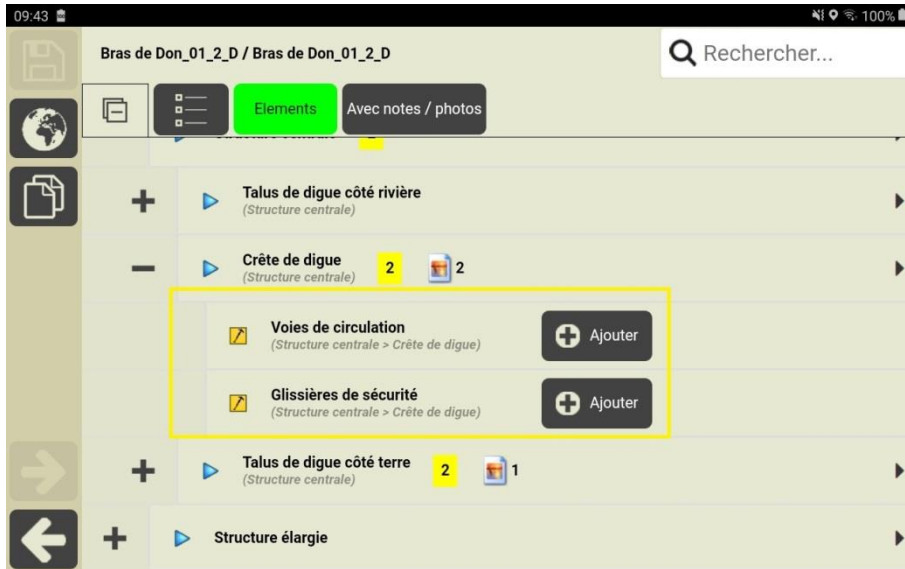 09:43
100%
Bras de Don_01_2_D / Bras de Don_01_2_D
Rechercher...
Elements
Avec notes / photos
Talus de digue côté rivière
(Structure centrale)
Crête de digue
2
2
(Structure centrale)
Voies de circulation
(Structure centrale > Crête de digue)
Ajouter
Glissières de sécurité
(Structure centrale > Crête de digue)
Ajouter
Talus de digue côté terre
2
1
(Structure centrale)
Structure élargie